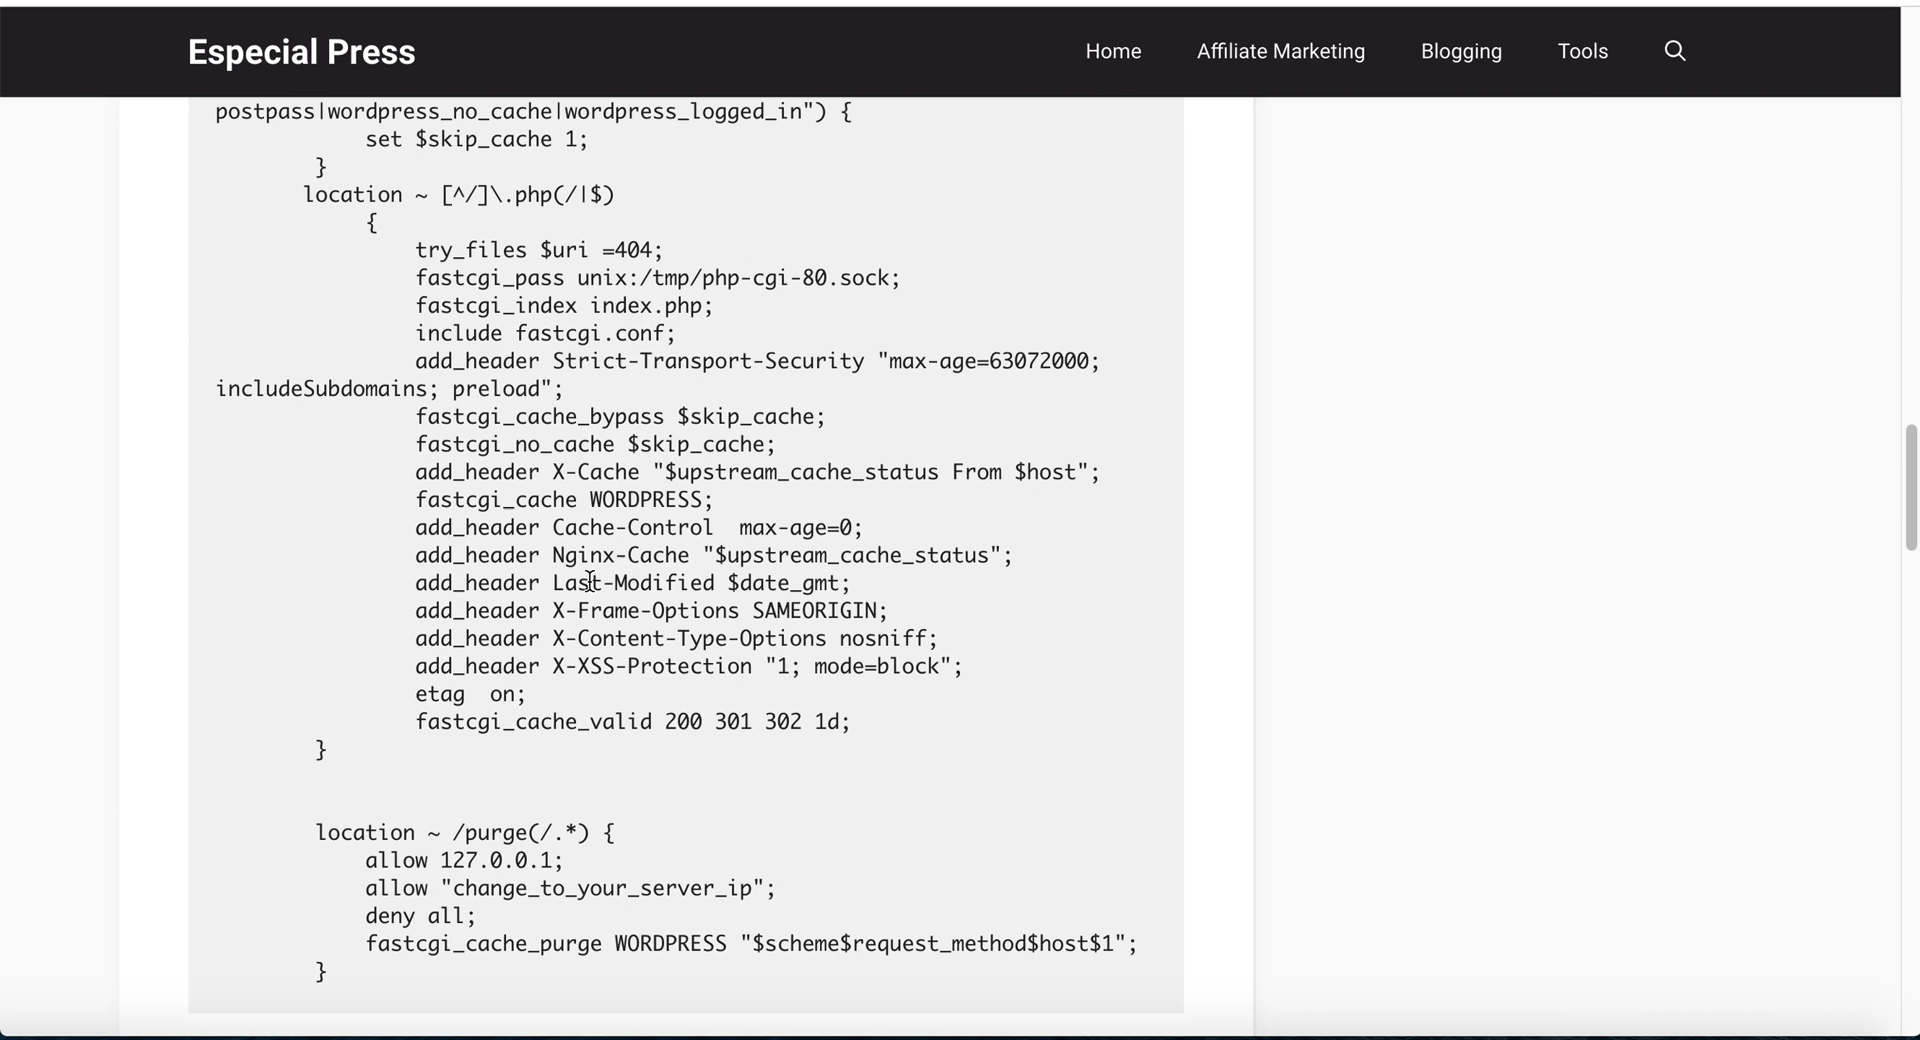 Especial Press
Home Affiliate Marketing Blogging Tools
postpass|wordpress_no_cache|wordpress_logged_in") {
set $skip_cache 1;
}
location ~ [^/]\.php(/|$)
{
try_files $uri =404;
fastcgi_pass unix:/tmp/php-cgi-80.sock;
fastcgi_index index.php;
include fastcgi.conf;
add_header Strict-Transport-Security "max-age=63072000;
includeSubdomains; preload";
fastcgi_cache_bypass $skip_cache;
fastcgi_no_cache $skip_cache;
add_header X-Cache "$upstream_cache_status From $host";
fastcgi_cache WORDPRESS;
add_header Cache-Control  max-age=0;
add_header Nginx-Cache "$upstream_cache_status";
add_header Last-Modified $date_gmt;
add_header X-Frame-Options SAMEORIGIN;
add_header X-Content-Type-Options nosniff;
add_header X-XSS-Protection "1; mode=block";
etag  on;
fastcgi_cache_valid 200 301 302 1d;
}
location ~ /purge(/.*) {
allow 127.0.0.1;
allow "change_to_your_server_ip";
deny all;
fastcgi_cache_purge WORDPRESS "$scheme$request_method$host$1";
}